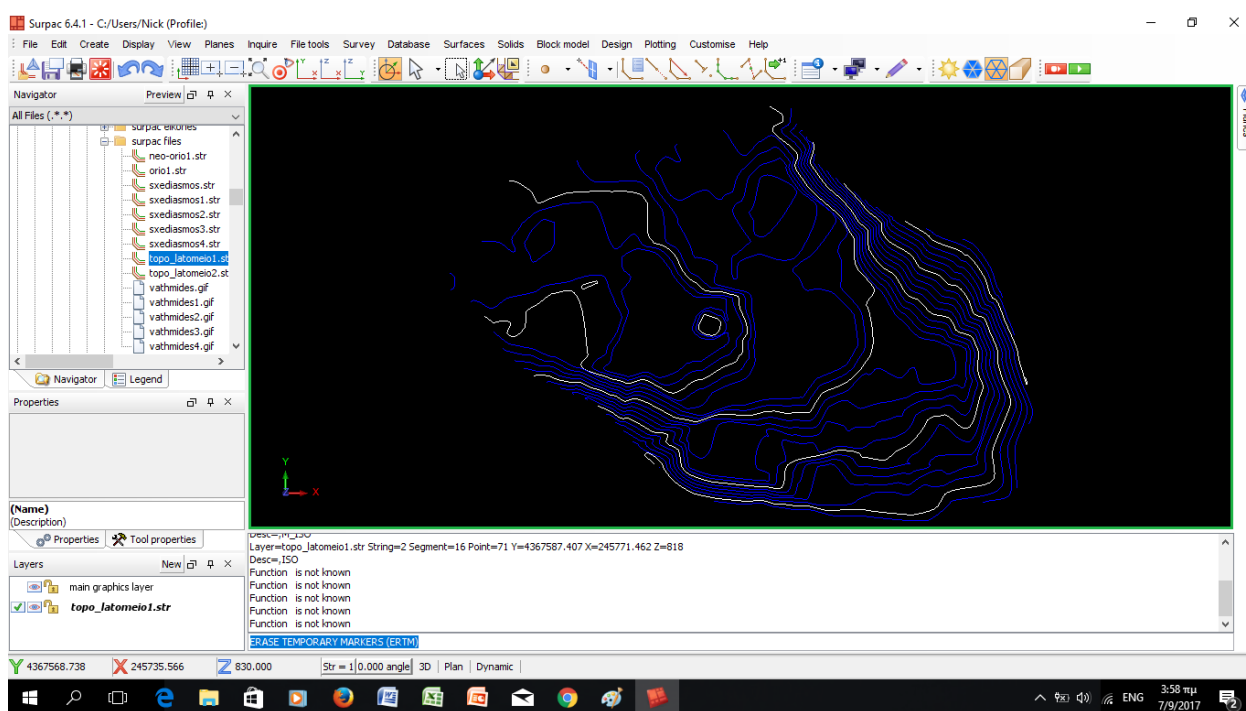 Surpac 6.4.1 - C:/Users/Nick (Profile:)
File Edit Create Display View Planes Inquire File tools Survey Database Surfaces Solids Block model Design Plotting Customise Help
Navigator Preview
All Files (.*.*)
surpac eikones
surpac files
neo-orio1.str
orio1.str
sxediasmos.str
sxediasmos1.str
sxediasmos2.str
sxediasmos3.str
sxediasmos4.str
topo_latomeio1.st
topo_latomeio2.st
vathmides.gif
vathmides1.gif
vathmides2.gif
vathmides3.gif
vathmides4.gif
Navigator Legend
Properties
(Name)
(Description)
Properties Tool properties
Layers New
main graphics layer
topo_latomeio1.str
Y
Z X
Desc=,M_ISO
Layer=topo_latomeio1.str String=2 Segment=16 Point=71 Y=4367587.407 X=245771.462 Z=818
Desc=,ISO
Function is not known
Function is not known
Function is not known
Function is not known
Function is not known
ERASE TEMPORARY MARKERS (ERTM)
Y 4367568.738 X 245735.566 Z 830.000 Str = 1 0.000 angle 3D Plan Dynamic
ENG
3:58 πμ
7/9/2017
2